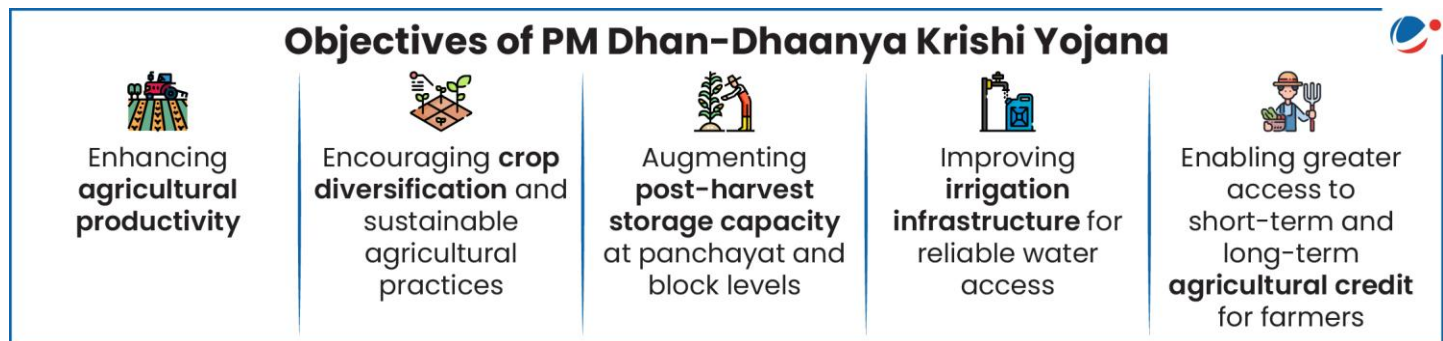 Objectives of PM Dhan-Dhaanya Krishi Yojana
Enhancing
agricultural
productivity
Encouraging crop
diversification and
sustainable
agricultural
practices
Augmenting
post-harvest
storage capacity
at panchayat and
block levels
Improving
irrigation
infrastructure for
reliable water
access
Enabling greater
access to
short-term and
long-term
agricultural credit
for farmers